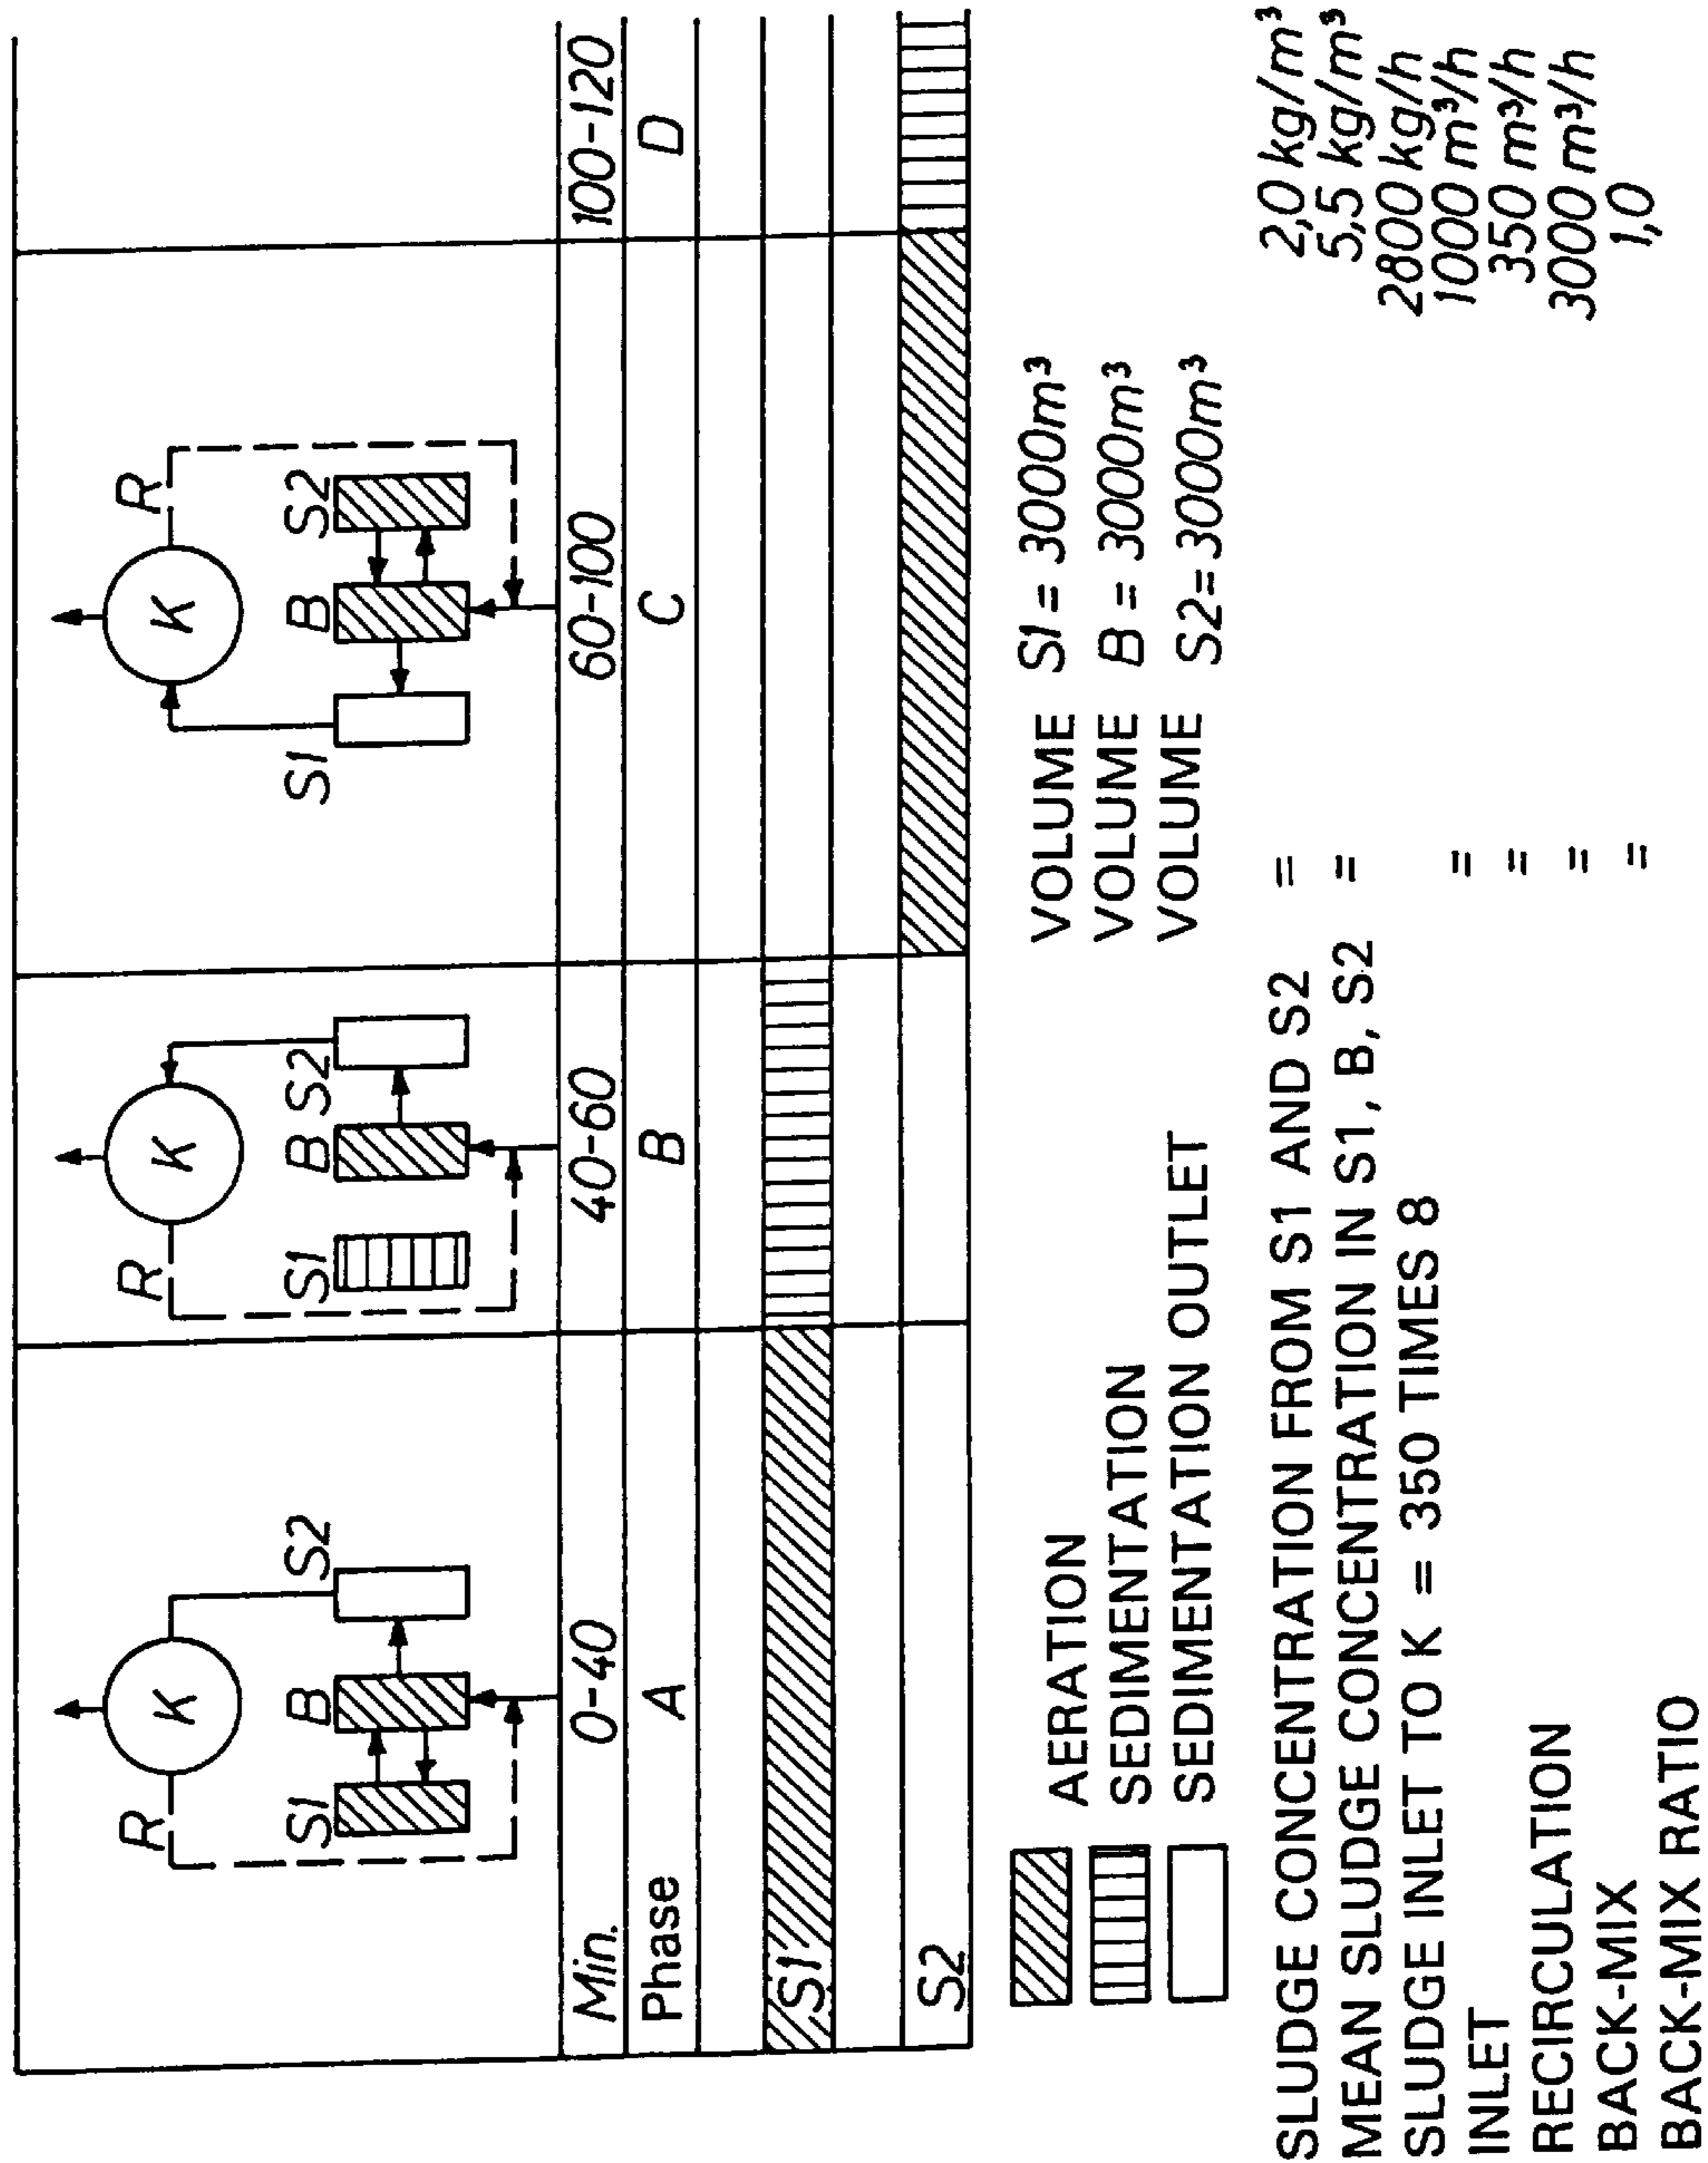 R K
S1 B S2
R K
S1 B S2
K R
S1 B S2
Min. 0-40 40-60 60-100 100-120
Phase A B C D
S1
S2
AERATION
SEDIMENTATION
SEDIMENTATION OUTLET
VOLUME S1 = 3000m³
VOLUME B = 3000m³
VOLUME S2=3000m³
SLUDGE CONCENTRATION FROM S1 AND S2 = 2,0 kg/m³
MEAN SLUDGE CONCENTRATION IN S1, B, S2 = 5,5 kg/m³
SLUDGE INLET TO K = 350 TIMES 8 2800 kg/h
INLET = 1000 m³/h
RECIRCULATION = 350 m³/h
BACK-MIX = 3000 m³/h
BACK-MIX RATIO = 1,0